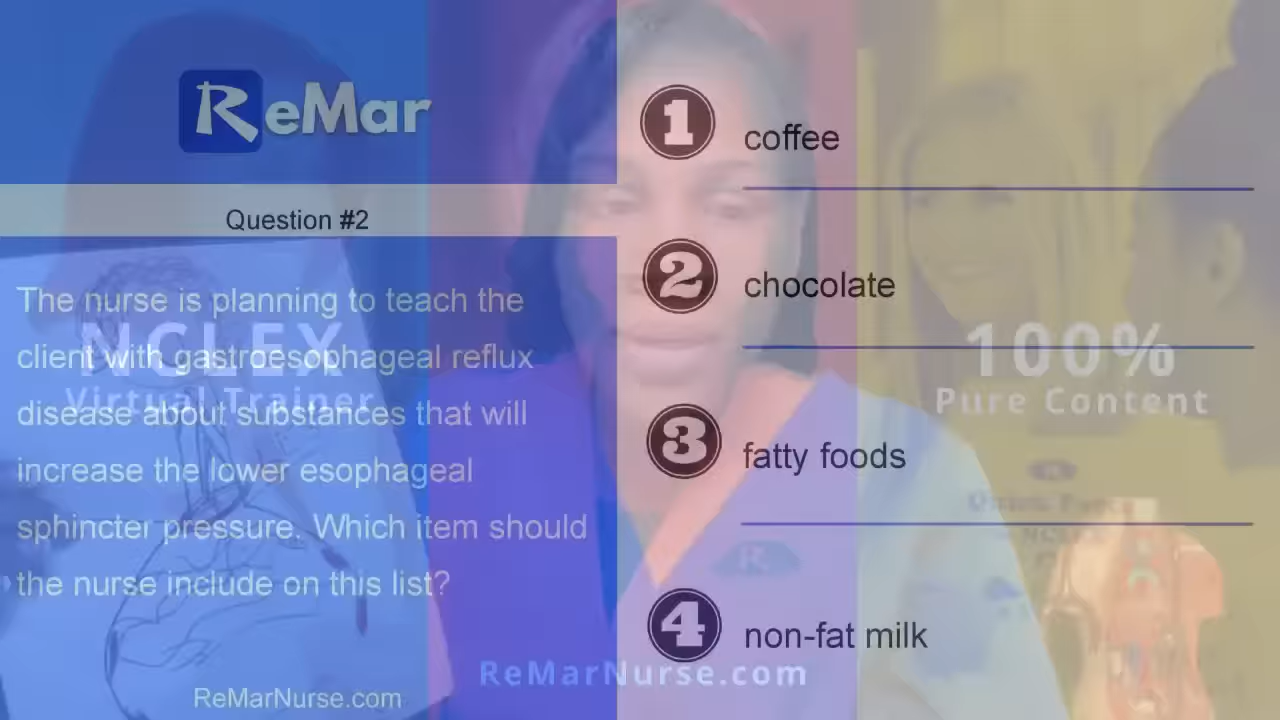 ReMar
Question #2
The nurse is planning to teach the
client with gastroesophageal reflux
disease about substances that will
increase the lower esophageal
sphincter pressure. Which item should
the nurse include on this list?
ReMarNurse.com
NCLEX
Virtual Trainer
1 coffee
2 chocolate
3 fatty foods
4 non-fat milk
100%
Pure Content
ReMarNurse.com